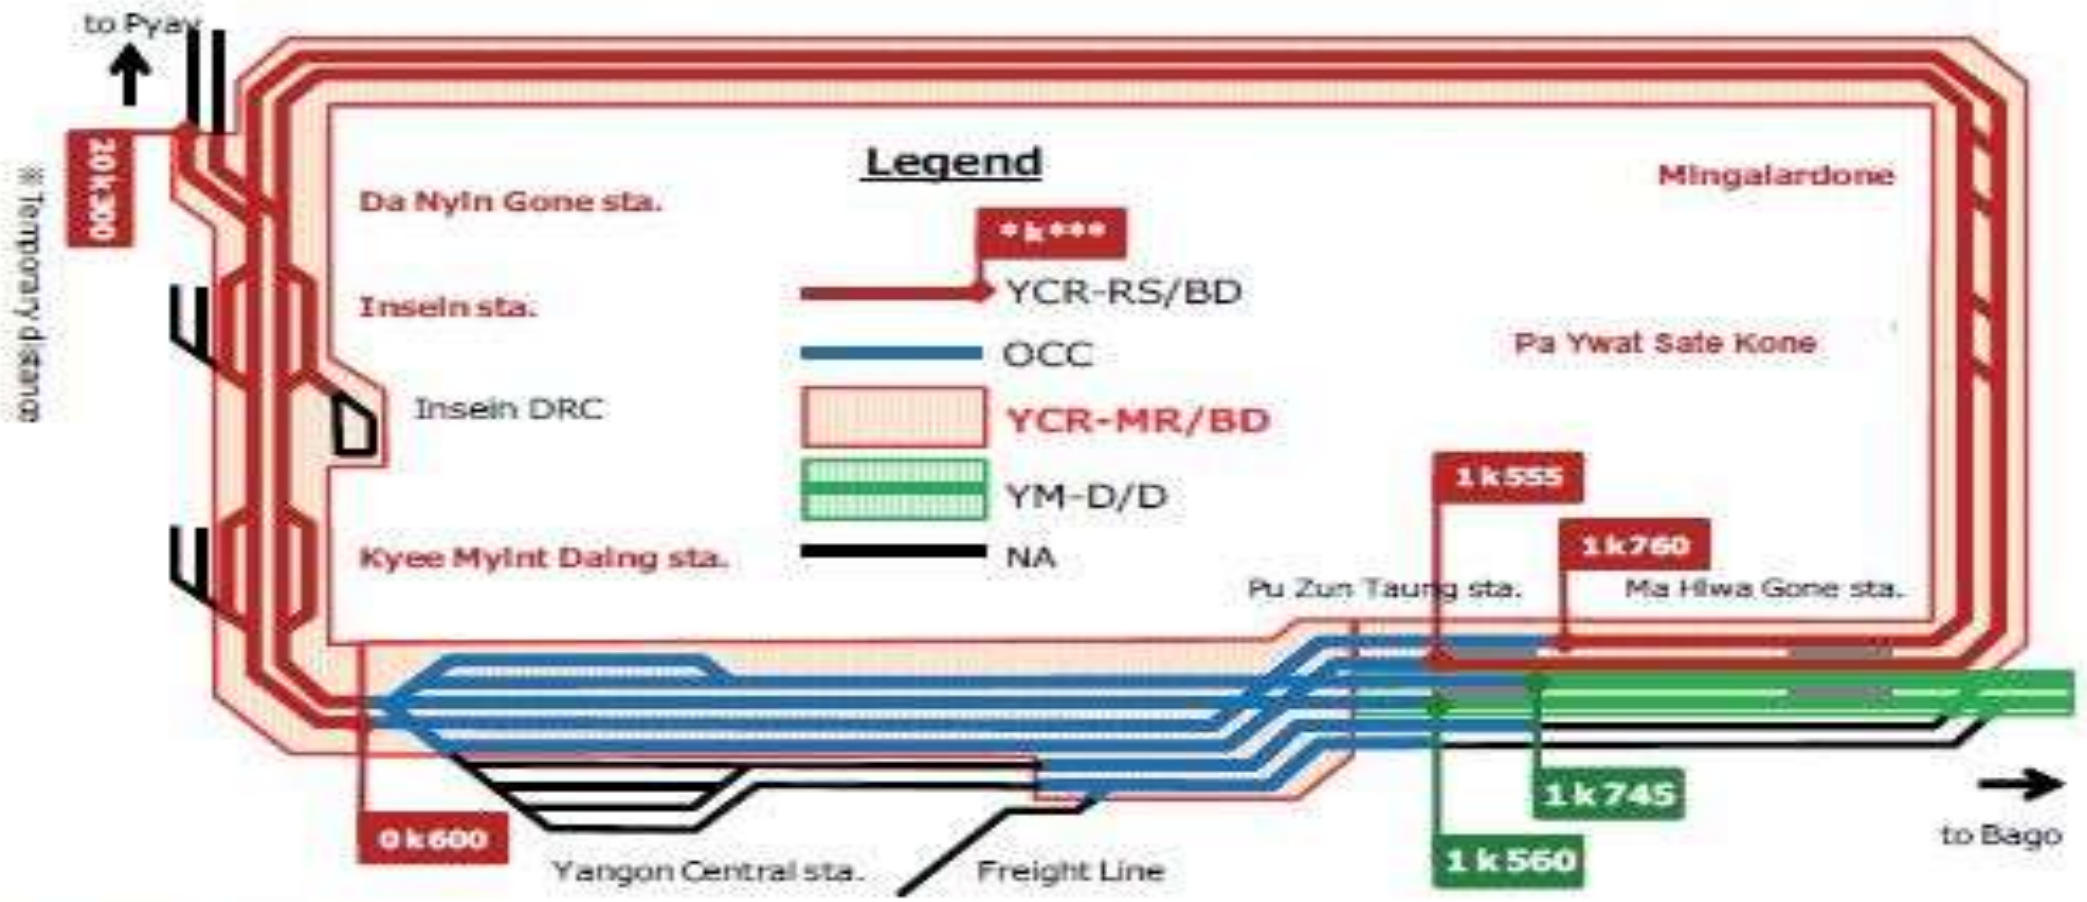 to Pyay
20k300
※Temporary distance
Da Nyin Gone sta.
Insein sta.
Insein DRC
Kyee Myint Daing sta.
Legend
*k***
YCR-RS/BD
OCC
YCR-MR/BD
YM-D/D
NA
Mingalardone
Pa Ywat Sate Kone
1k555
1k760
Pu Zun Taung sta.
Ma Hlwa Gone sta.
0k600
Yangon Central sta.
Freight Line
1k745
1k560
to Bago